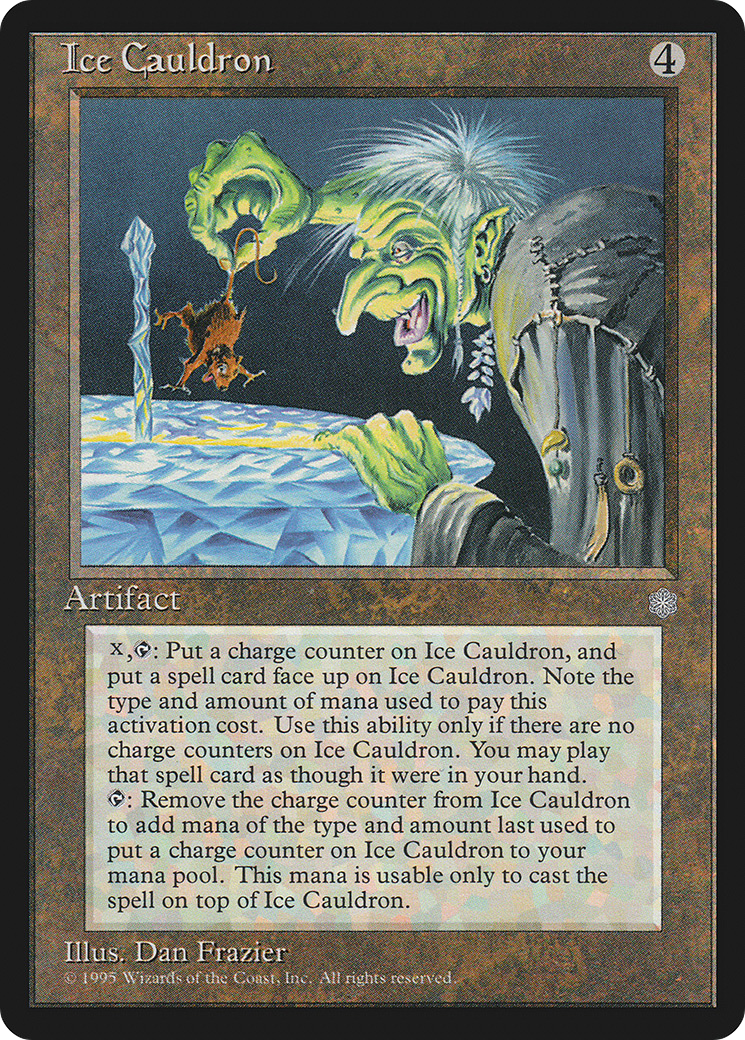 Ice Cauldron
4
Artifact
X, : Put a charge counter on Ice Cauldron, and
put a spell card face up on Ice Cauldron. Note the
type and amount of mana used to pay this
activation cost. Use this ability only if there are no
charge counters on Ice Cauldron. You may play
that spell card as though it were in your hand.
: Remove the charge counter from Ice Cauldron
to add mana of the type and amount last used to
put a charge counter on Ice Cauldron to your
mana pool. This mana is usable only to cast the
spell on top of Ice Cauldron.
Illus. Dan Frazier
© 1995 Wizards of the Coast, Inc. All rights reserved.